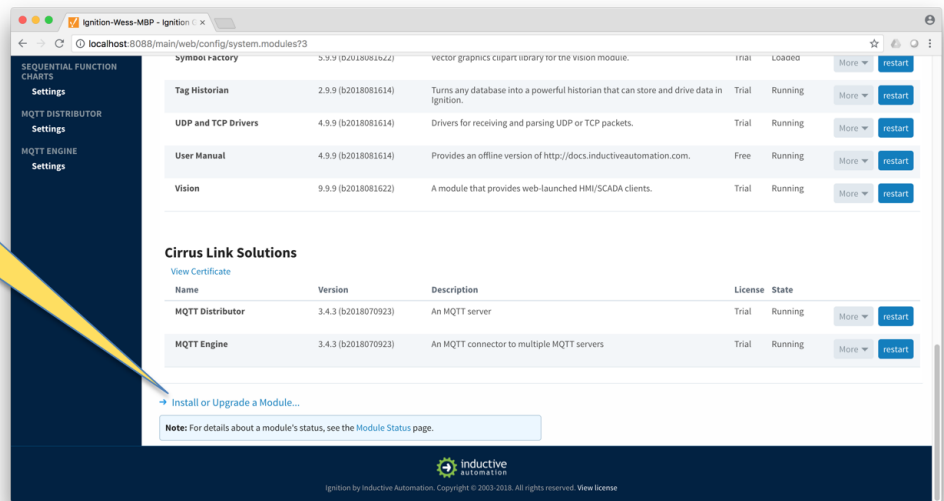 Ignition-Wess-MBP - Ignition G
localhost:8088/main/web/config/system.modules?3
SEQUENTIAL FUNCTION CHARTS
Settings
MQTT DISTRIBUTOR
Settings
MQTT ENGINE
Settings
Symbol Factory 5.9.9 (b2018081622) Vector graphics clipart library for the Vision module. Trial Loaded More restart
Tag Historian 2.9.9 (b2018081614) Turns any database into a powerful historian that can store and drive data in Trial Running More restart
Ignition.
UDP and TCP Drivers 4.9.9 (b2018081614) Drivers for receiving and parsing UDP or TCP packets. Trial Running More restart
User Manual 4.9.9 (b2018081614) Provides an offline version of http://docs.inductiveautomation.com. Free Running More restart
Vision 9.9.9 (b2018081622) A module that provides web-launched HMI/SCADA clients. Trial Running More restart
Cirrus Link Solutions
View Certificate
Name Version Description License State
MQTT Distributor 3.4.3 (b2018070923) An MQTT server Trial Running More restart
MQTT Engine 3.4.3 (b2018070923) An MQTT connector to multiple MQTT servers Trial Running More restart
→ Install or Upgrade a Module...
Note: For details about a module's status, see the Module Status page.
inductive
automation
Ignition by Inductive Automation. Copyright © 2003-2018. All rights reserved. View license